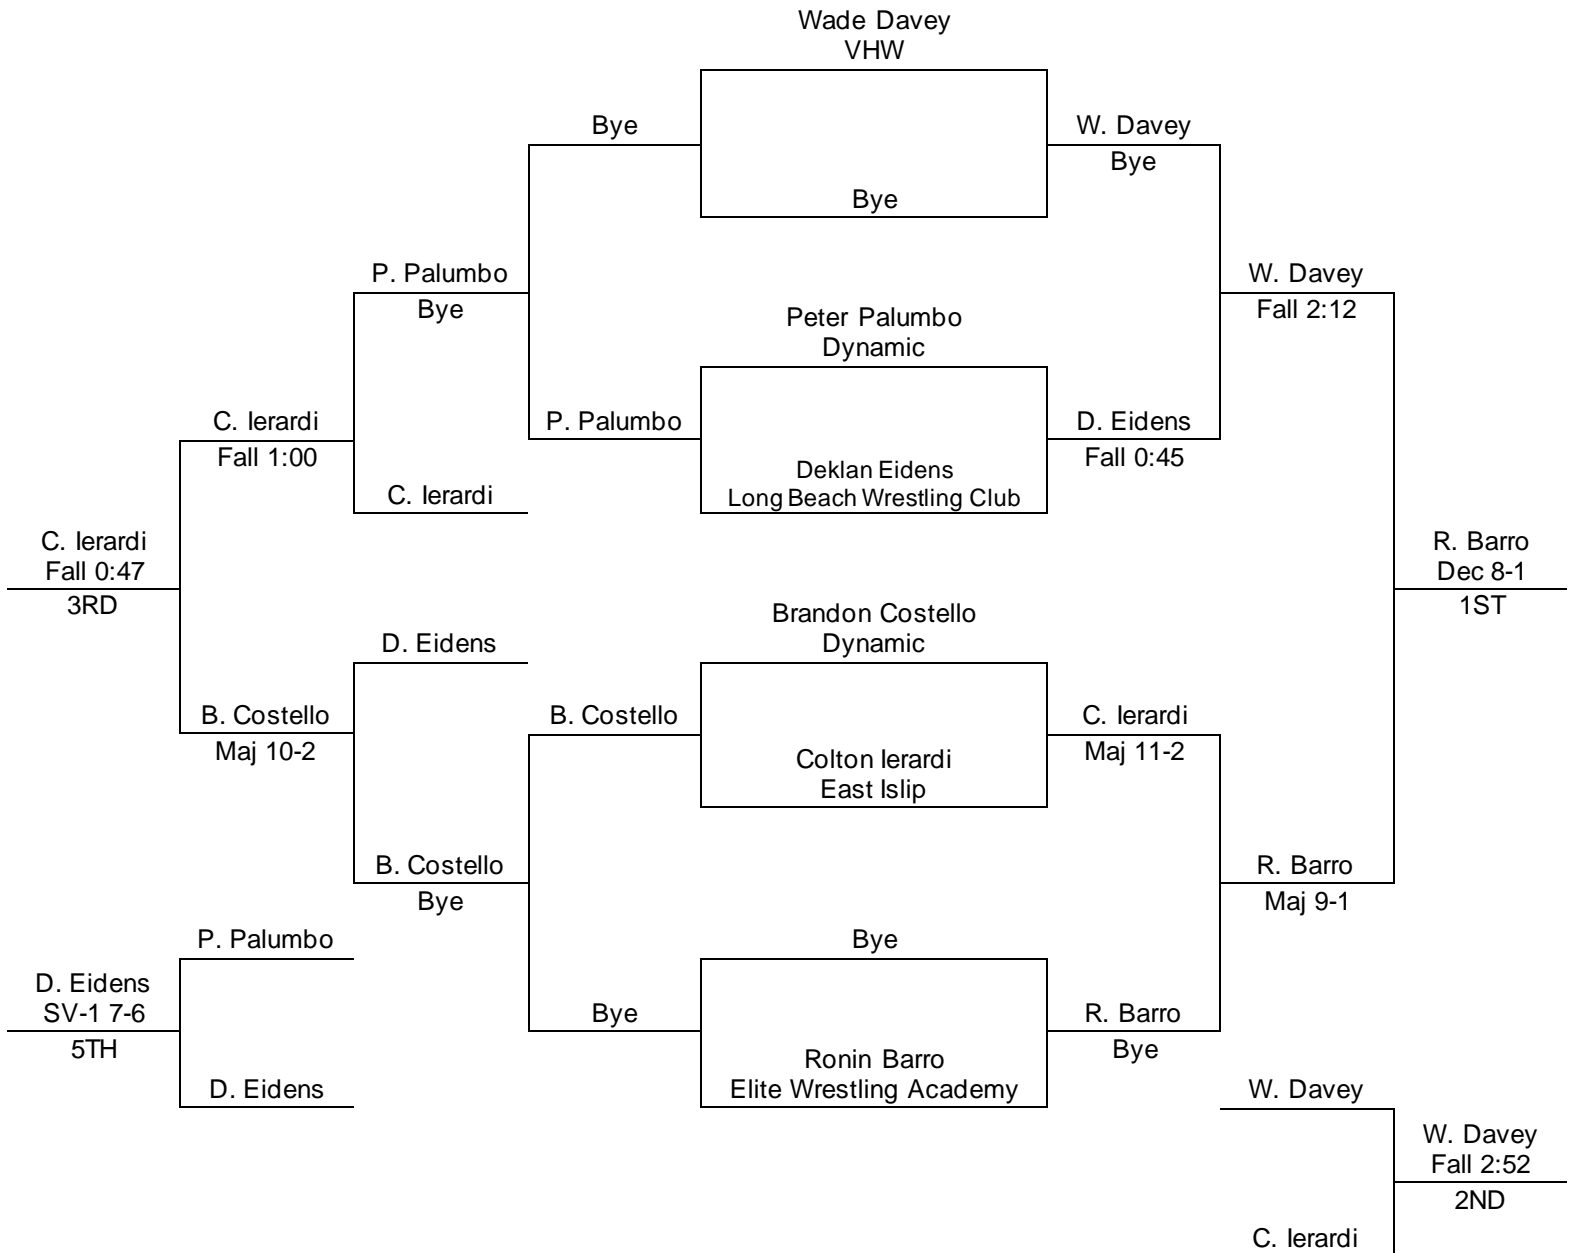 Wade Davey
VHW
Bye
W. Davey
Bye
Bye
P. Palumbo
Bye
W. Davey
Fall 2:12
Peter Palumbo
Dynamic
C. Ierardi
Fall 1:00
P. Palumbo
D. Eidens
Fall 0:45
Deklan Eidens
Long Beach Wrestling Club
C. Ierardi
C. Ierardi
Fall 0:47
3RD
R. Barro
Dec 8-1
1ST
Brandon Costello
Dynamic
D. Eidens
B. Costello
Maj 10-2
B. Costello
C. Ierardi
Maj 11-2
Colton Ierardi
East Islip
B. Costello
Bye
R. Barro
Maj 9-1
P. Palumbo
Bye
D. Eidens
SV-1 7-6
5TH
Bye
R. Barro
Bye
Ronin Barro
Elite Wrestling Academy
D. Eidens
W. Davey
W. Davey
Fall 2:52
2ND
C. Ierardi